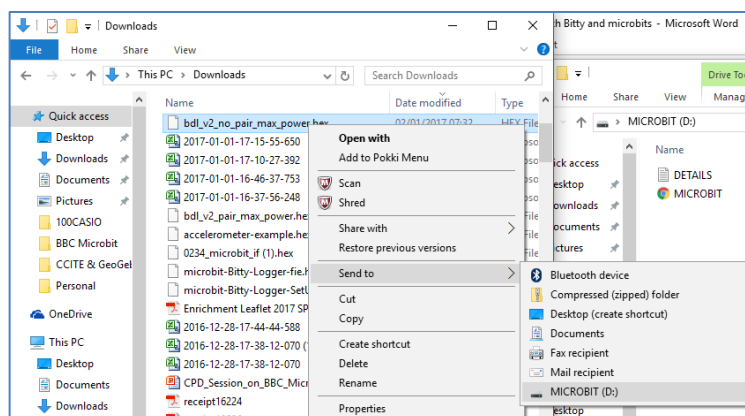 Downloads
File Home Share View
This PC > Downloads
Search Downloads
Quick access
Desktop
Downloads
Documents
Pictures
100CASIO
BBC Microbit
CCITE &
Personal
OneDrive
This PC
Desktop
Documents
Downloads
Name Date modified Type
bdl_v2_no_pair_max_power.hex 02/01/2017 07:32 HEX File
2017-01-01-17-15-55-650
2017-01-01-17-10-27-392
2017-01-01-16-46-37-753
2017-01-01-16-37-56-248
bdl_v2_pair_max_power.he
accelerometer-example.he
0234_microbit_if (1).hex
microbit-Bitty-Logger-fie.h
microbit-Bitty-Logger-SetU
Enrichment Leaflet 2017 SP
2016-12-28-17-44-44-588
2016-12-28-17-38-12-070 (
2016-12-28-17-38-12-070
CPD_Session_on_BBC_Micr
receipt16224
Open with
Add to Pokki Menu
Scan
Shred
Share with
Restore previous versions
Send to
Cut
Copy
Create shortcut
Delete
Rename
Properties
Bluetooth device
Compressed (zipped) folder
Desktop (create shortcut)
Documents
Fax recipient
Mail recipient
MICROBIT (D:)
h Bitty and microbits - Microsoft Word
Drive To
Home Share View Manag
MICROBIT (D:)
Name
DETAILS
MICROBIT
ick access
esktop
ownloads
ocuments
ctures
esktop